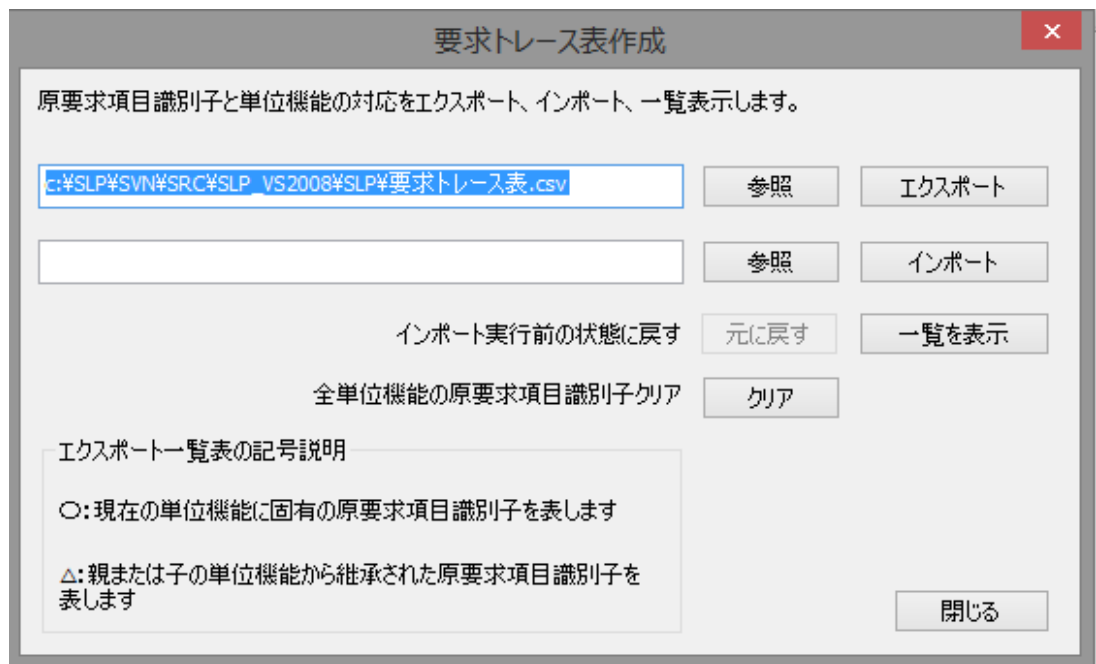 要求トレース表作成
原要求項目識別子と単位機能の対応をエクスポート、インポート、一覧表示します。
c:¥SLP¥SVN¥SRC¥SLP_VS2008¥SLP¥要求トレース表.csv
参照
エクスポート
参照
インポート
インポート実行前の状態に戻す
元に戻す
一覧を表示
全単位機能の原要求項目識別子クリア
クリア
エクスポート一覧表の記号説明
○:現在の単位機能に固有の原要求項目識別子を表します
△:親または子の単位機能から継承された原要求項目識別子を
表します
閉じる